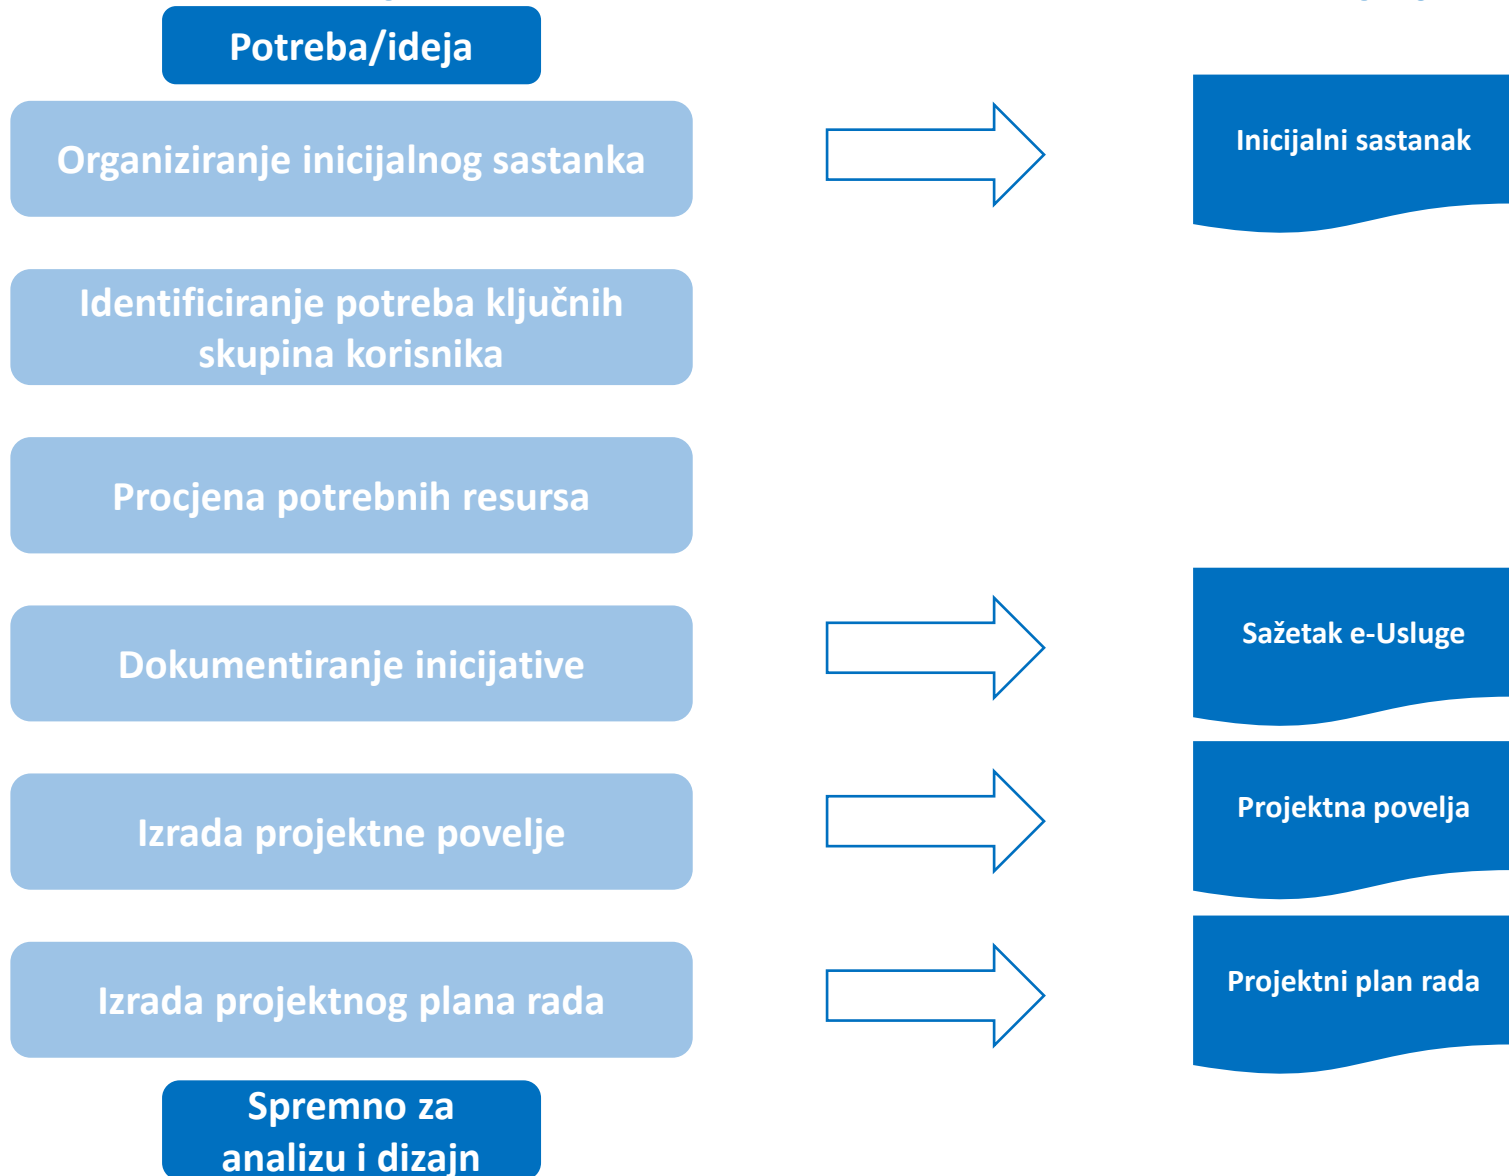 Potreba/ideja
Organiziranje inicijalnog sastanka
Inicijalni sastanak
Identificiranje potreba ključnih
skupina korisnika
Procjena potrebnih resursa
Dokumentiranje inicijative
Sažetak e-Usluge
Izrada projektne povelje
Projektna povelja
Izrada projektnog plana rada
Projektni plan rada
Spremno za
analizu i dizajn